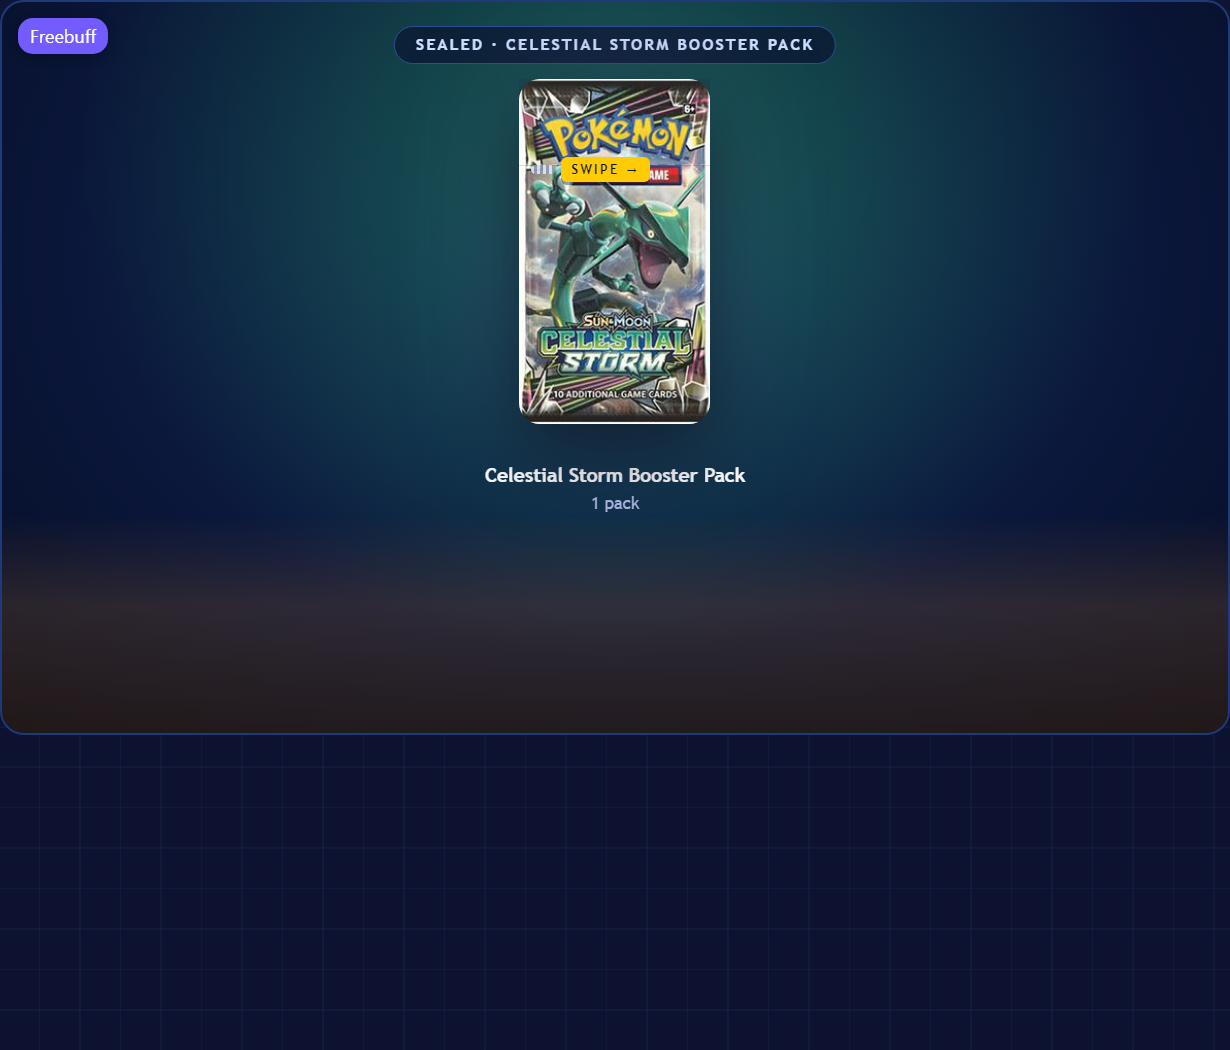 Freebuff
SEALED · CELESTIAL STORM BOOSTER PACK
6+
POKéMON
SWIPE →
AME
SUN & MOON
CELESTIAL
STORM
10 ADDITIONAL GAME CARDS
Celestial Storm Booster Pack
1 pack